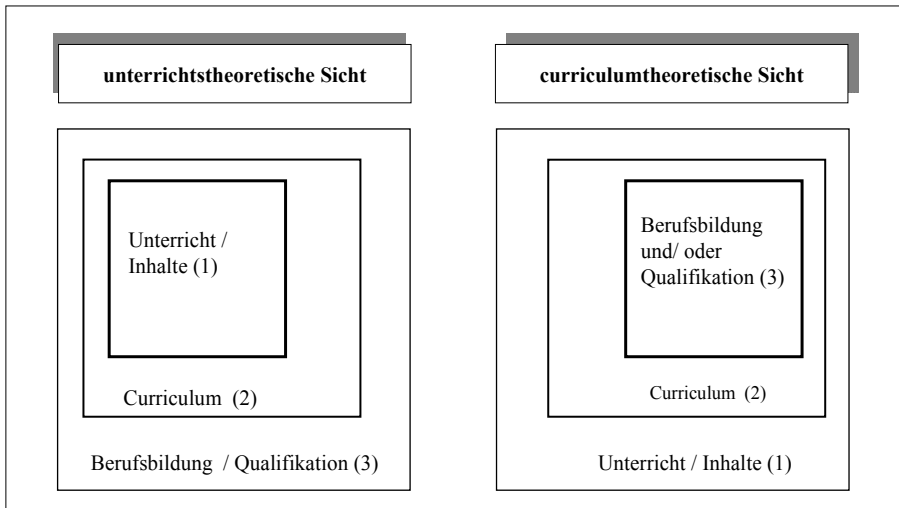 unterrichtstheoretische Sicht
Unterricht /
Inhalte (1)
Curriculum (2)
Berufsbildung / Qualifikation (3)
curriculumtheoretische Sicht
Berufsbildung
und/ oder
Qualifikation (3)
Curriculum (2)
Unterricht / Inhalte (1)